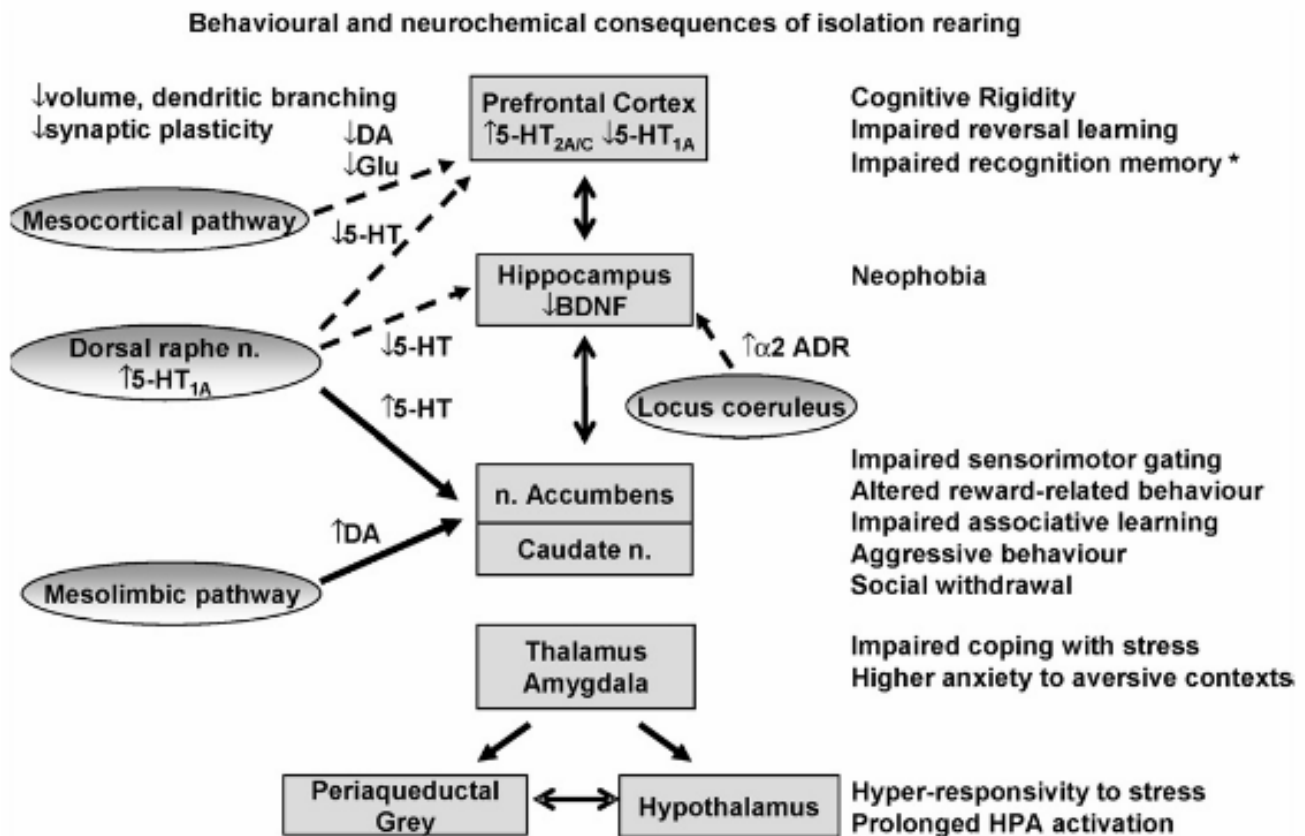 Behavioural and neurochemical consequences of isolation rearing
↓volume, dendritic branching
↓synaptic plasticity
↓DA
↓Glu
Prefrontal Cortex
↑5-HT2A/C ↓5-HT1A
Cognitive Rigidity
Impaired reversal learning
Impaired recognition memory *
Mesocortical pathway
↓5-HT
Hippocampus
↓BDNF
Neophobia
Dorsal raphe n.
↑5-HT1A
↓5-HT
↑α2 ADR
↑5-HT
Locus coeruleus
n. Accumbens
Caudate n.
Impaired sensorimotor gating
Altered reward-related behaviour
Impaired associative learning
Aggressive behaviour
Social withdrawal
↑DA
Mesolimbic pathway
Thalamus
Amygdala
Impaired coping with stress
Higher anxiety to aversive contexts
Periaqueductal
Grey
Hypothalamus
Hyper-responsivity to stress
Prolonged HPA activation